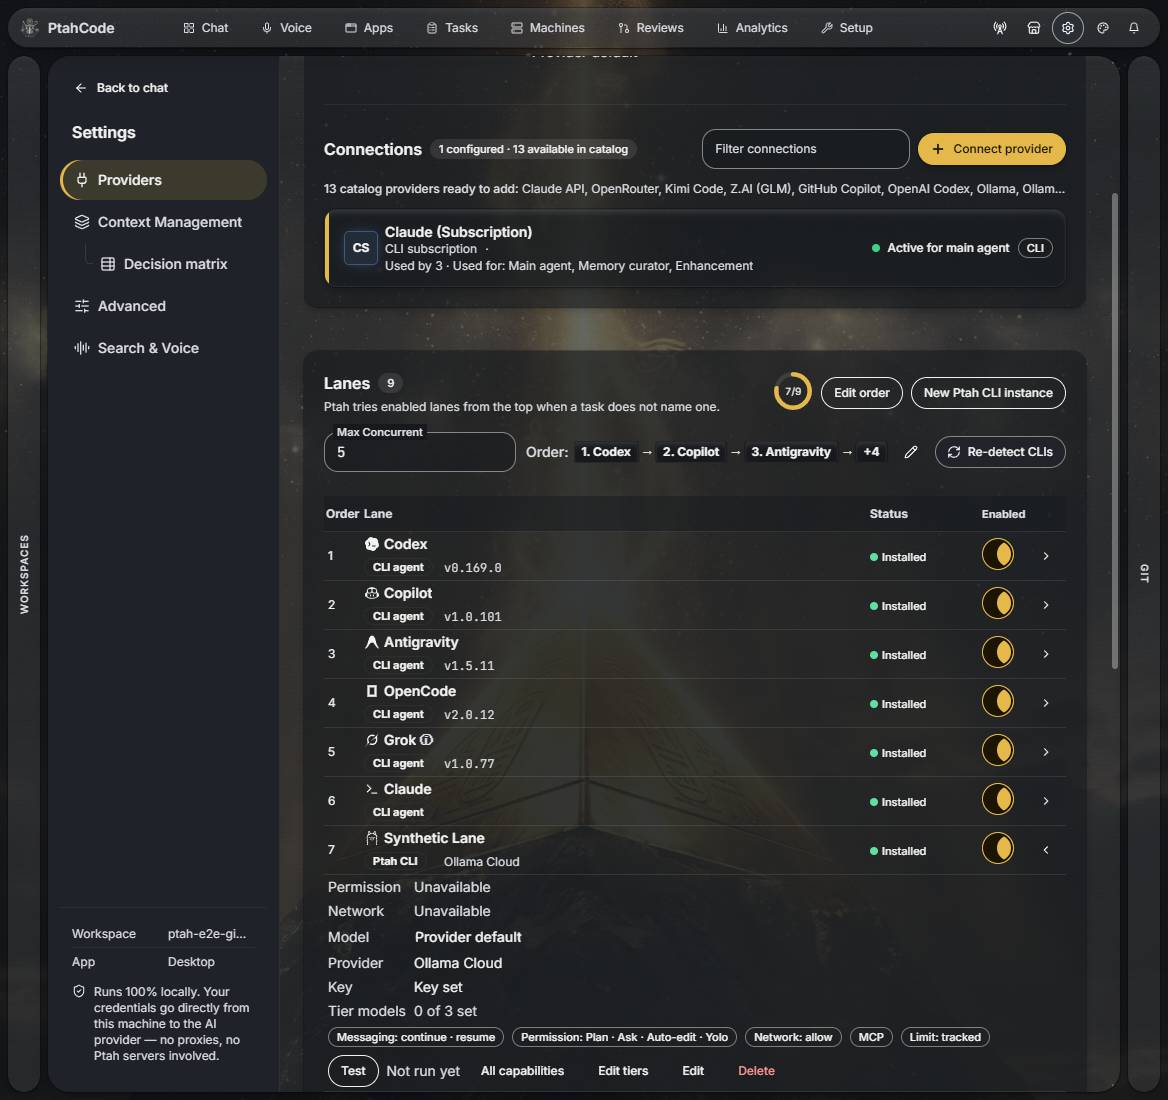 PtahCode
Chat
Voice
Apps
Tasks
Machines
Reviews
Analytics
Setup
WORKSPACES
Back to chat
Settings
Providers
Context Management
Decision matrix
Advanced
Search & Voice
Workspace ptah-e2e-gi...
App Desktop
Runs 100% locally. Your
credentials go directly from
this machine to the AI
provider — no proxies, no
Ptah servers involved.
Provider default
Connections 1 configured · 13 available in catalog
Filter connections
Connect provider
13 catalog providers ready to add: Claude API, OpenRouter, Kimi Code, Z.AI (GLM), GitHub Copilot, OpenAI Codex, Ollama, Ollam...
CS
Claude (Subscription)
CLI subscription ·
Used by 3 · Used for: Main agent, Memory curator, Enhancement
Active for main agent CLI
Lanes 9
Ptah tries enabled lanes from the top when a task does not name one.
7/9
Edit order
New Ptah CLI instance
Max Concurrent
5
Order: 1. Codex → 2. Copilot → 3. Antigravity → +4
Re-detect CLIs
Order Lane Status Enabled
1 Codex Installed
CLI agent v0.169.0
2 Copilot Installed
CLI agent v1.0.101
3 Antigravity Installed
CLI agent v1.5.11
4 OpenCode Installed
CLI agent v2.0.12
5 Grok Installed
CLI agent v1.0.77
6 Claude Installed
CLI agent
7 Synthetic Lane Installed
Ptah CLI Ollama Cloud
Permission Unavailable
Network Unavailable
Model Provider default
Provider Ollama Cloud
Key Key set
Tier models 0 of 3 set
Messaging: continue · resume
Permission: Plan · Ask · Auto-edit · Yolo
Network: allow
MCP
Limit: tracked
Test Not run yet All capabilities Edit tiers Edit Delete
GIT